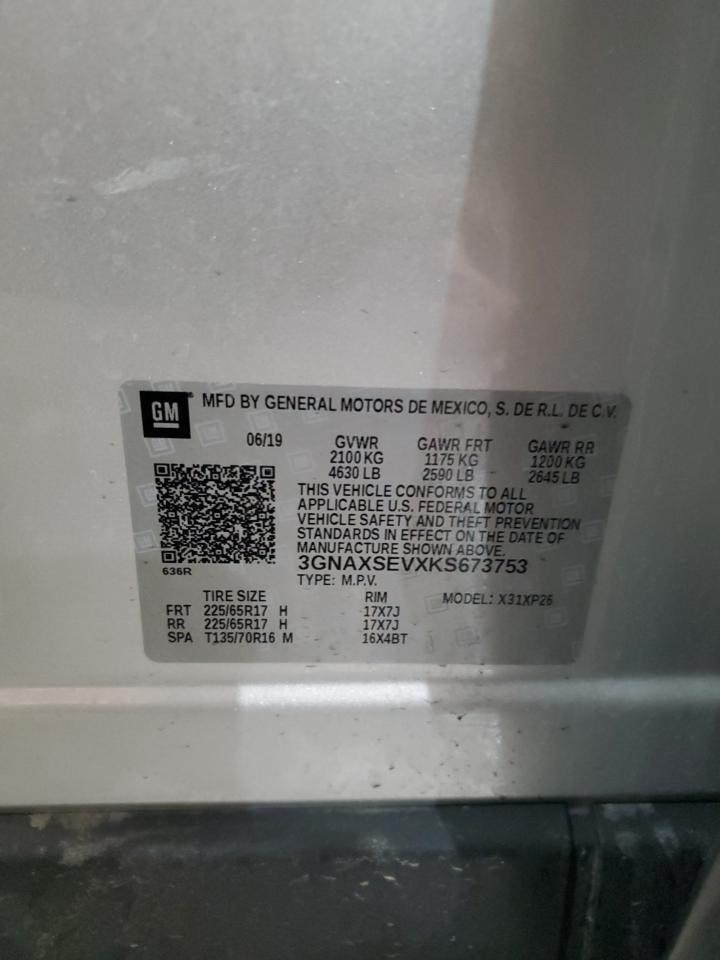 GM ® MFD BY GENERAL MOTORS DE MEXICO, S. DE R.L. DE C.V.
06/19 GVWR GAWR FRT GAWR RR
2100 KG 1175 KG 1200 KG
4630 LB 2590 LB 2645 LB
THIS VEHICLE CONFORMS TO ALL
APPLICABLE U.S. FEDERAL MOTOR
VEHICLE SAFETY AND THEFT PREVENTION
STANDARDS IN EFFECT ON THE DATE OF
MANUFACTURE SHOWN ABOVE.
3GNAXSEVXKS673753
636R
TYPE: M.P.V.
TIRE SIZE RIM MODEL: X31XP26
FRT 225/65R17 H 17X7J
RR 225/65R17 H 17X7J
SPA T135/70R16 M 16X4BT